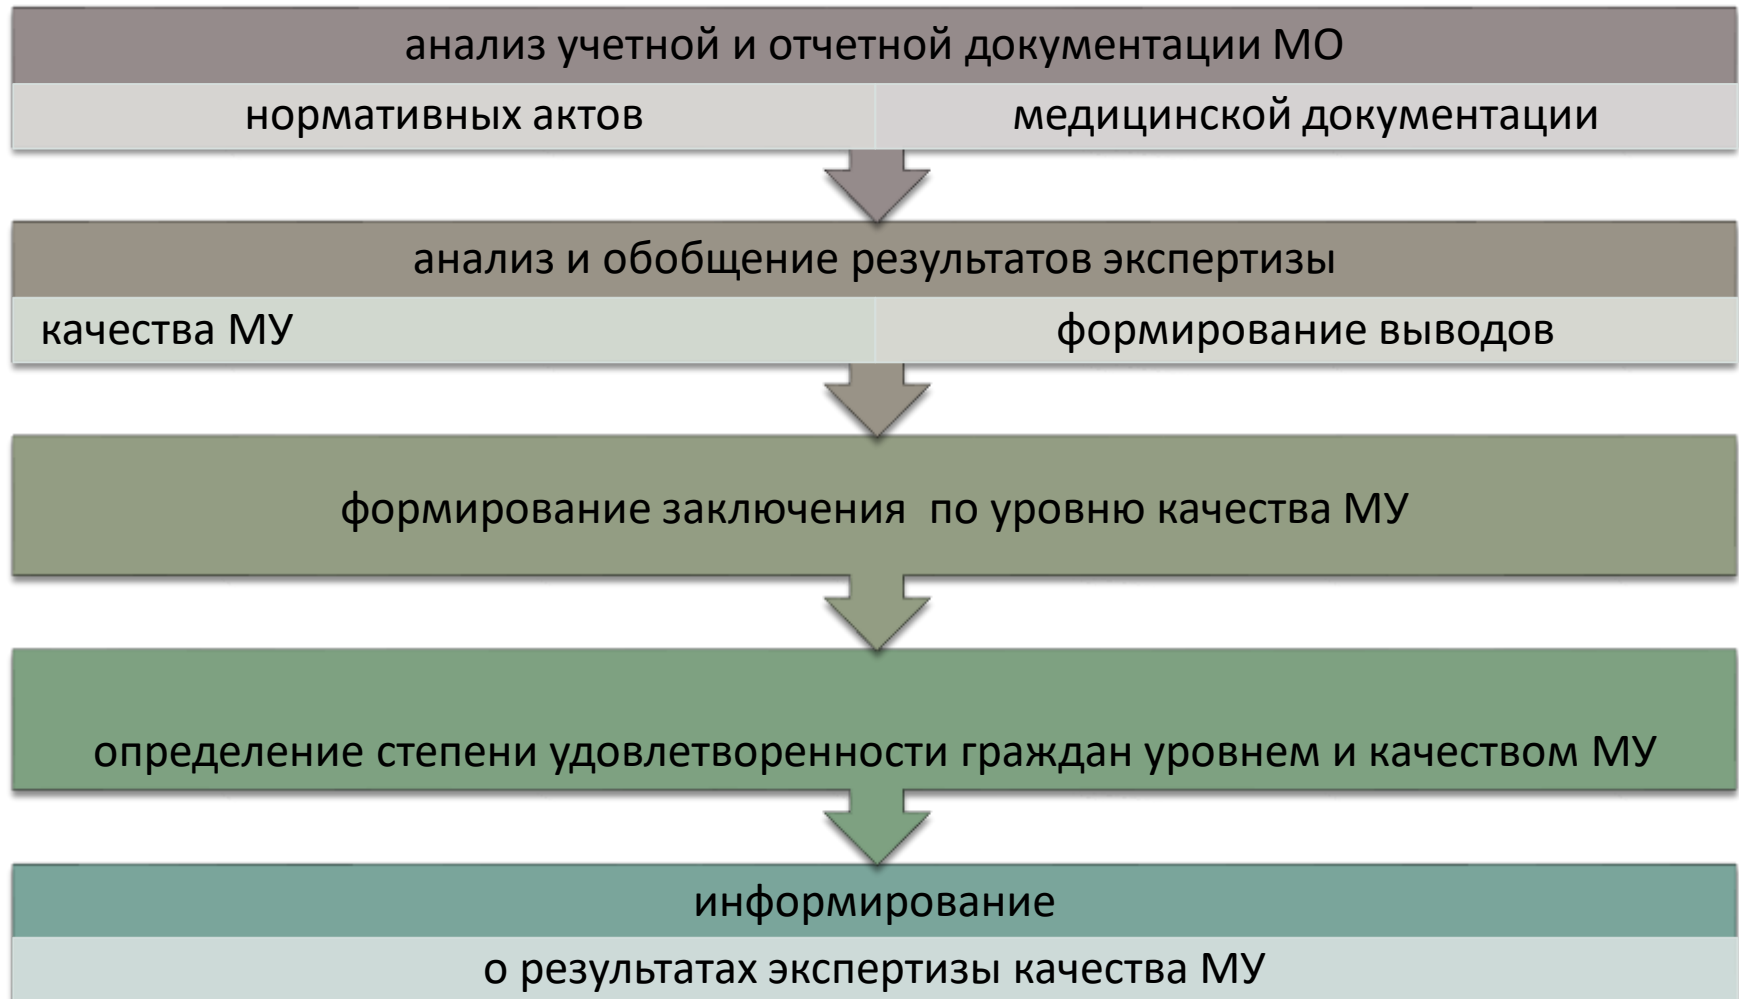 анализ учетной и отчетной документации МО
нормативных актов
медицинской документации
анализ и обобщение результатов экспертизы
качества МУ
формирование выводов
формирование заключения по уровню качества МУ
определение степени удовлетворенности граждан уровнем и качеством МУ
информирование
о результатах экспертизы качества МУ